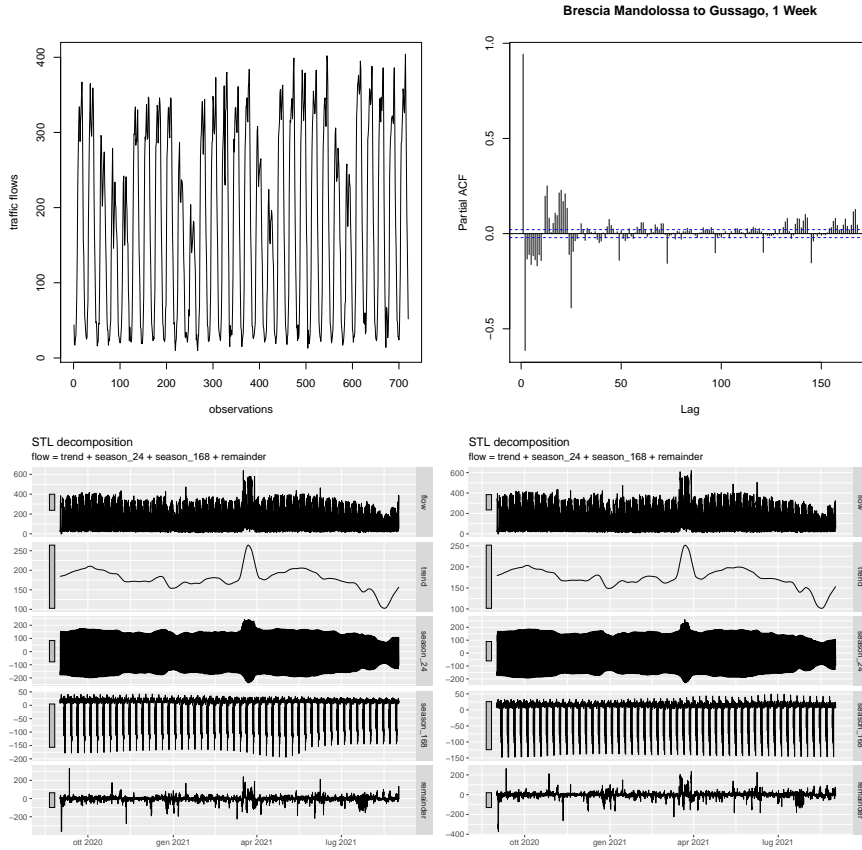 Brescia Mandolossa to Gussago, 1 Week
traffic flows
0 100 200 300 400
0 100 200 300 400 500 600 700
observations
Partial ACF
−0.5 0.0 0.5 1.0
0 50 100 150
Lag
STL decomposition
flow = trend + season_24 + season_168 + remainder
600
400
200
0
flow
250
200
150
100
trend
200
100
0
−100
−200
season_24
50
0
−50
−100
−150
−200
season_168
200
0
−200
remainder
ott 2020 gen 2021 apr 2021 lug 2021
STL decomposition
flow = trend + season_24 + season_168 + remainder
600
400
200
0
flow
250
200
150
100
trend
200
100
0
−100
−200
season_24
50
0
−50
−100
−150
season_168
200
0
−200
−400
remainder
ott 2020 gen 2021 apr 2021 lug 2021